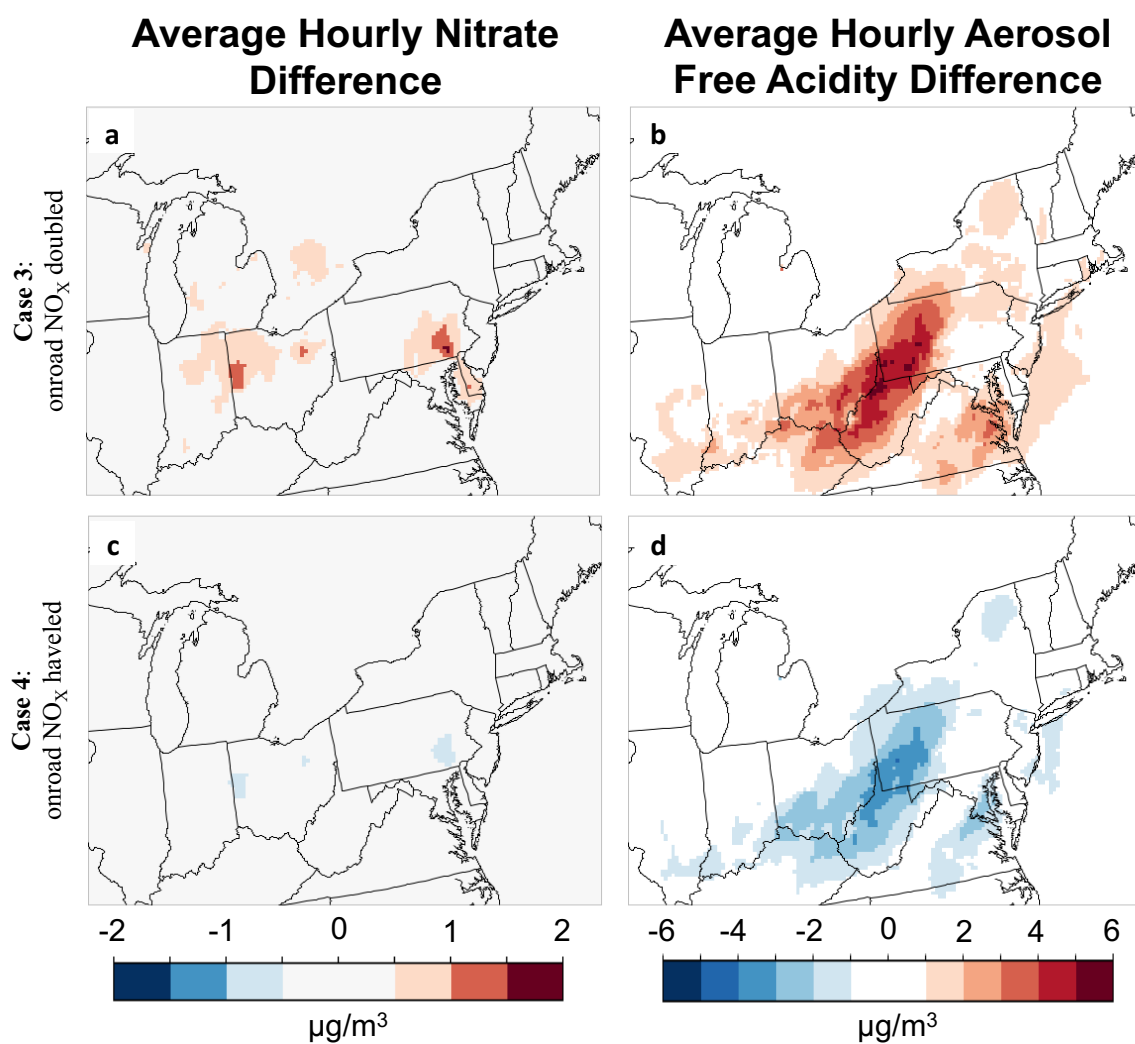 Average Hourly Nitrate
Difference
Average Hourly Aerosol
Free Acidity Difference
Case 3:
onroad NOX doubled
a
b
Case 4:
onroad NOX haveled
c
d
-2 -1 0 1 2
µg/m³
-6 -4 -2 0 2 4 6
µg/m³